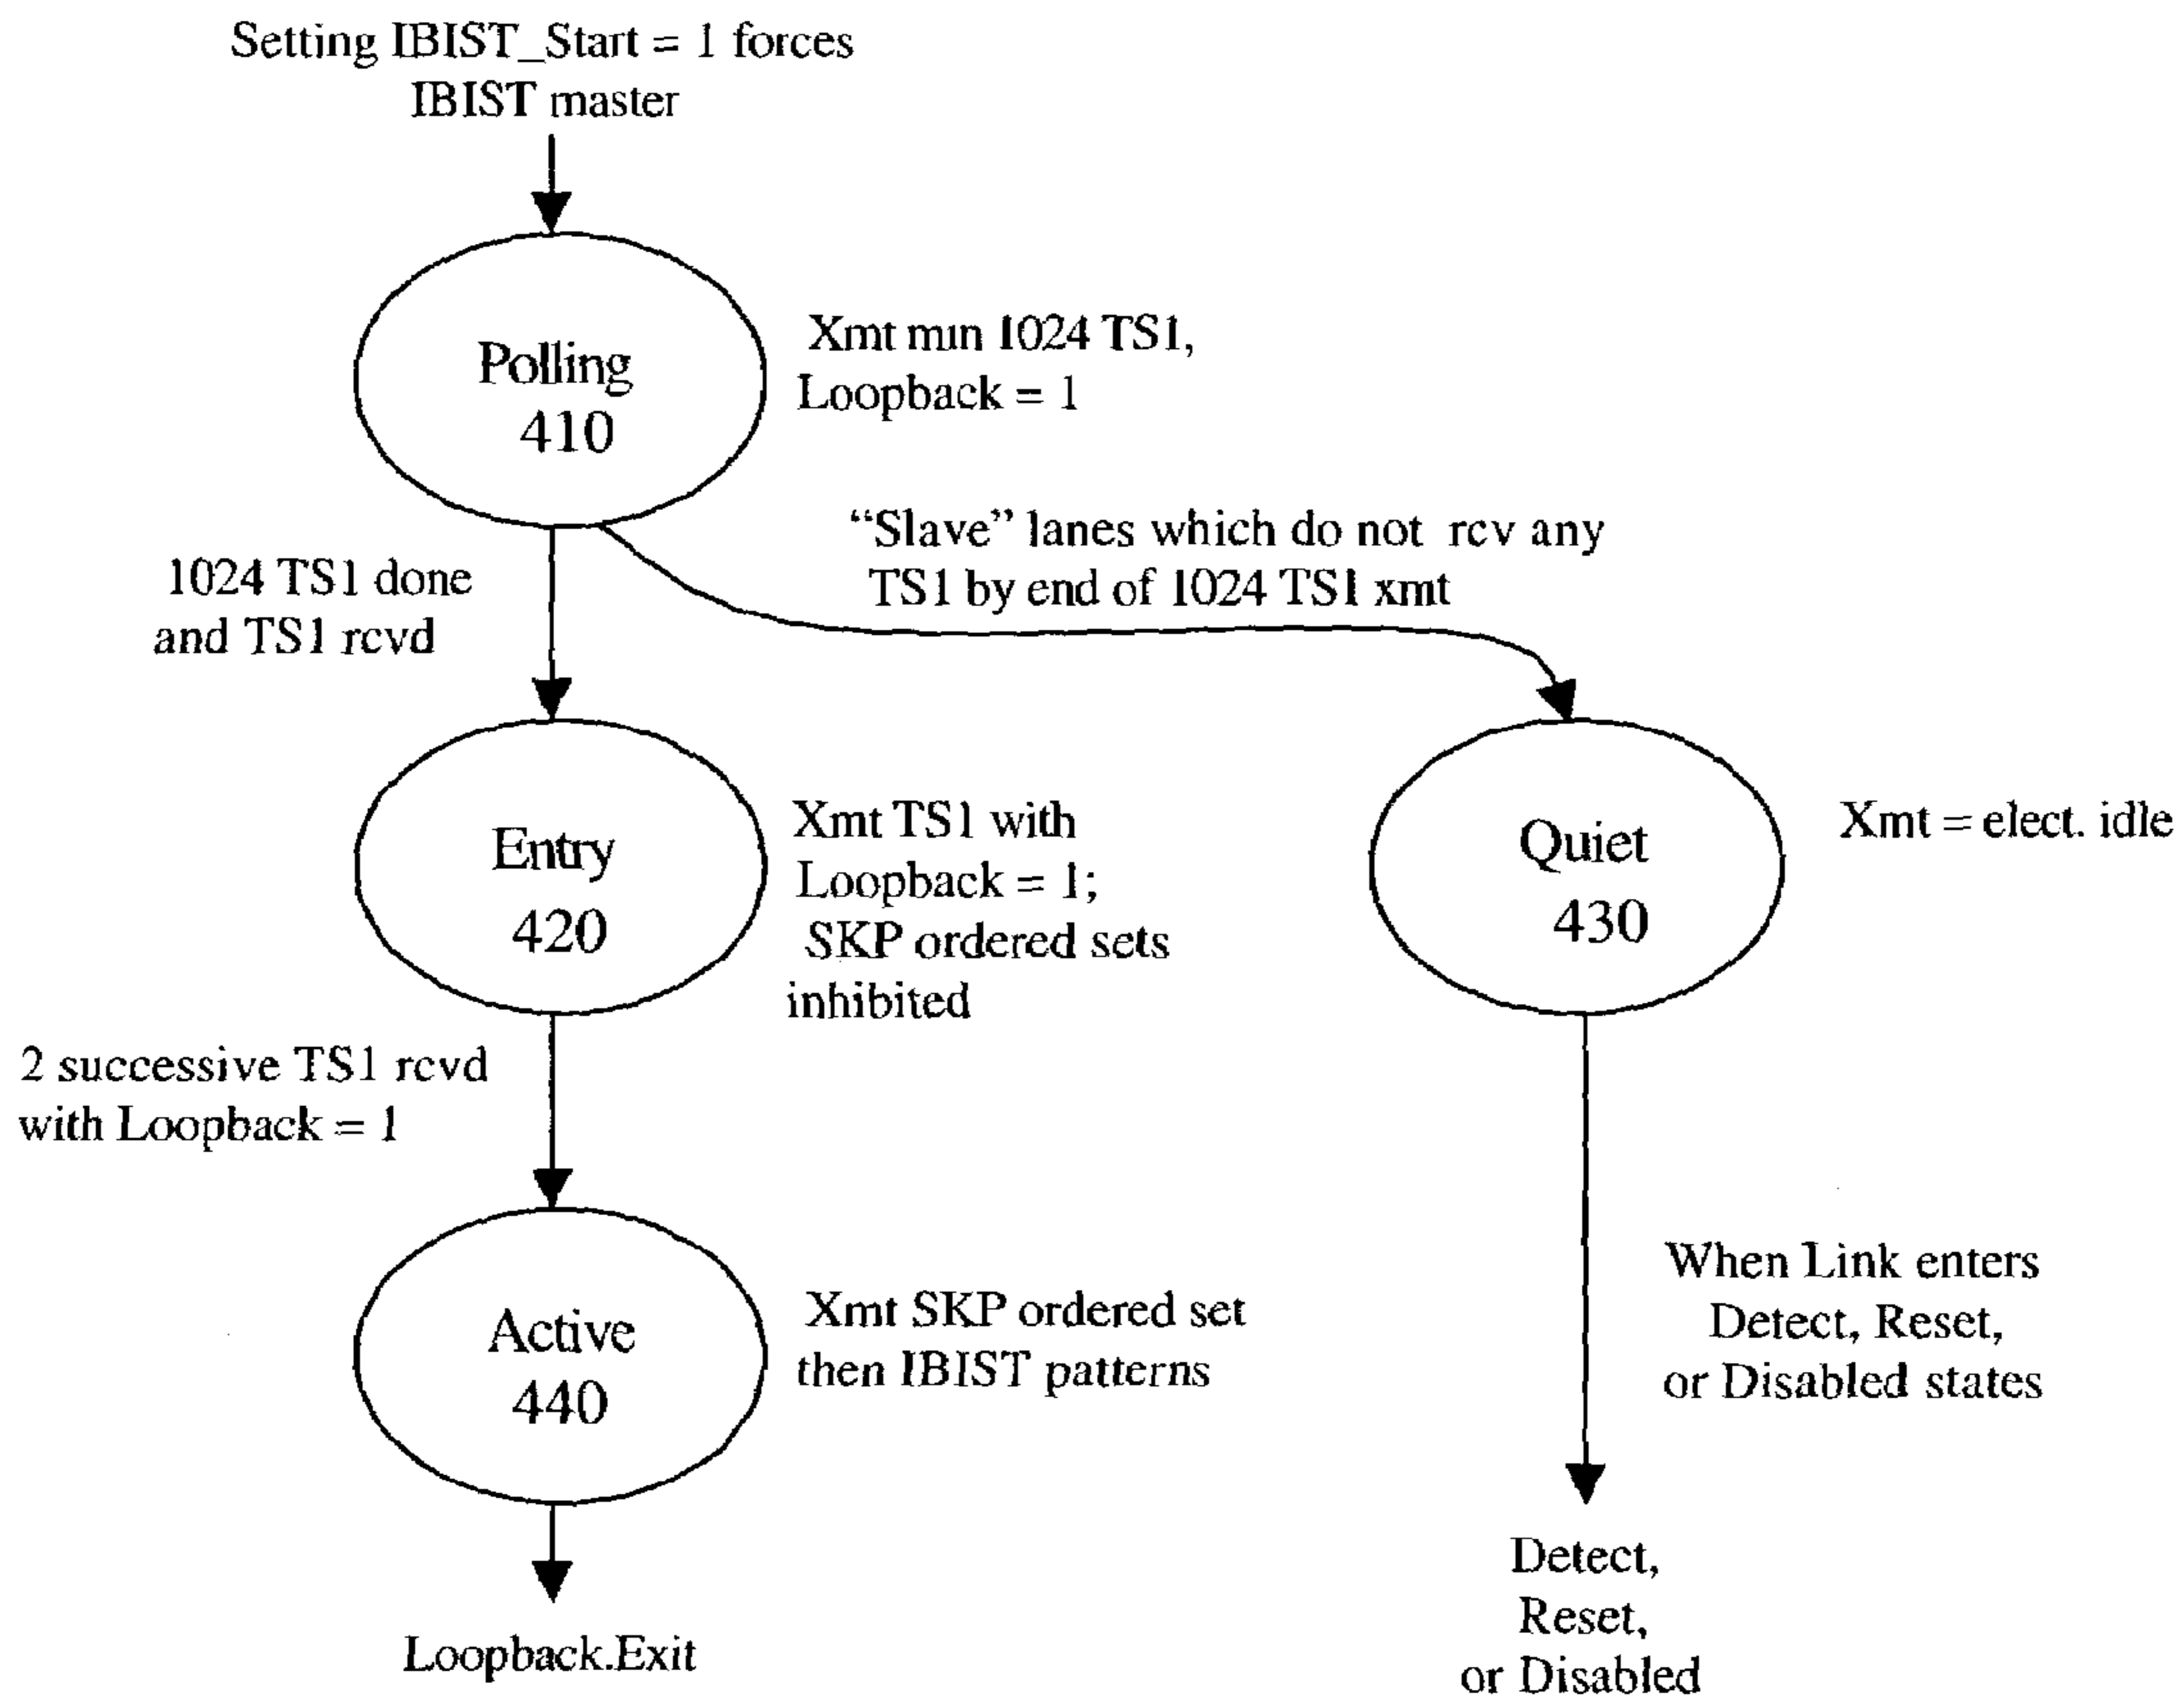 Setting IBIST_Start = 1 forces
IBIST master
Polling
410
Xmt min 1024 TS1,
Loopback = 1
"Slave" lanes which do not rcv any
TS1 by end of 1024 TS1 xmt
1024 TS1 done
and TS1 rcvd
Entry
420
Xmt TS1 with
Loopback = 1;
SKP ordered sets
inhibited
Quiet
430
Xmt = elect. idle
2 successive TS1 rcvd
with Loopback = 1
Active
440
Xmt SKP ordered set
then IBIST patterns
When Link enters
Detect, Reset,
or Disabled states
Loopback.Exit
Detect,
Reset,
or Disabled